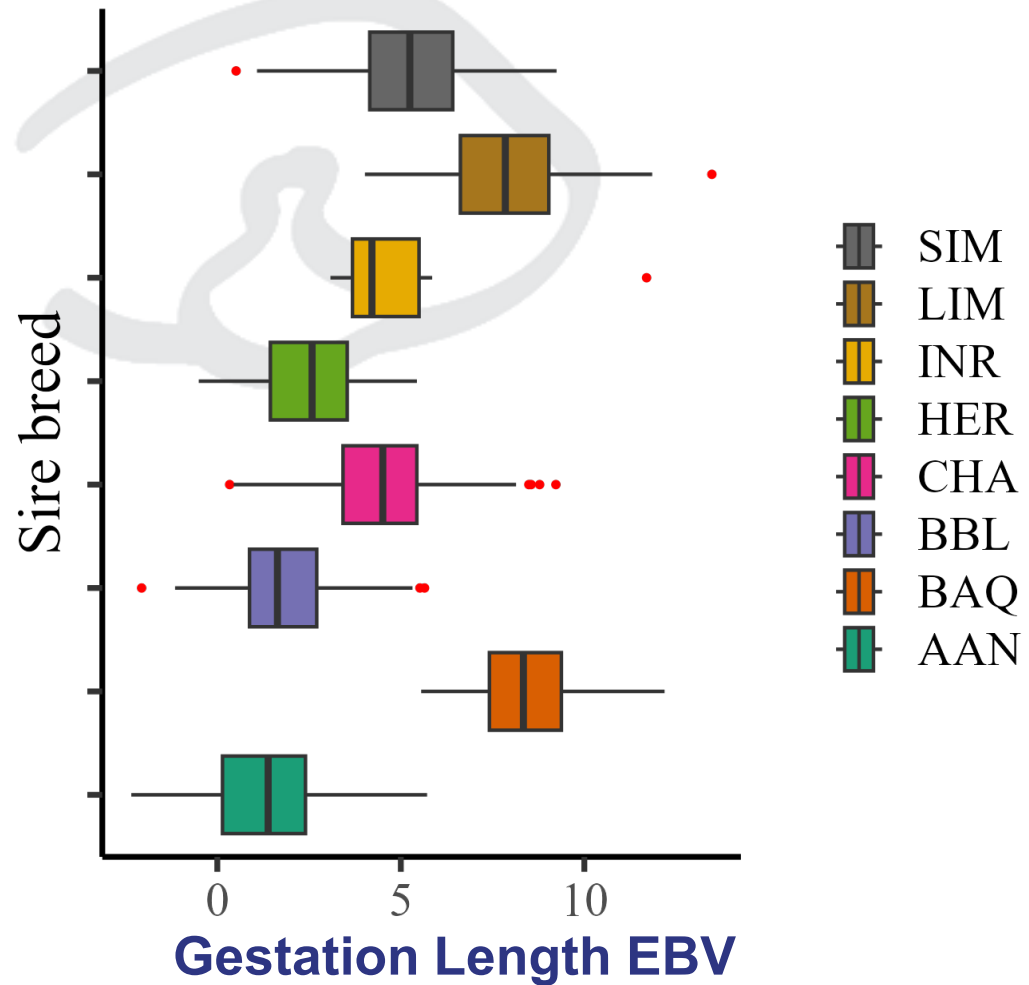 Sire breed
SIM
LIM
INR
HER
CHA
BBL
BAQ
AAN
0 5 10
Gestation Length EBV